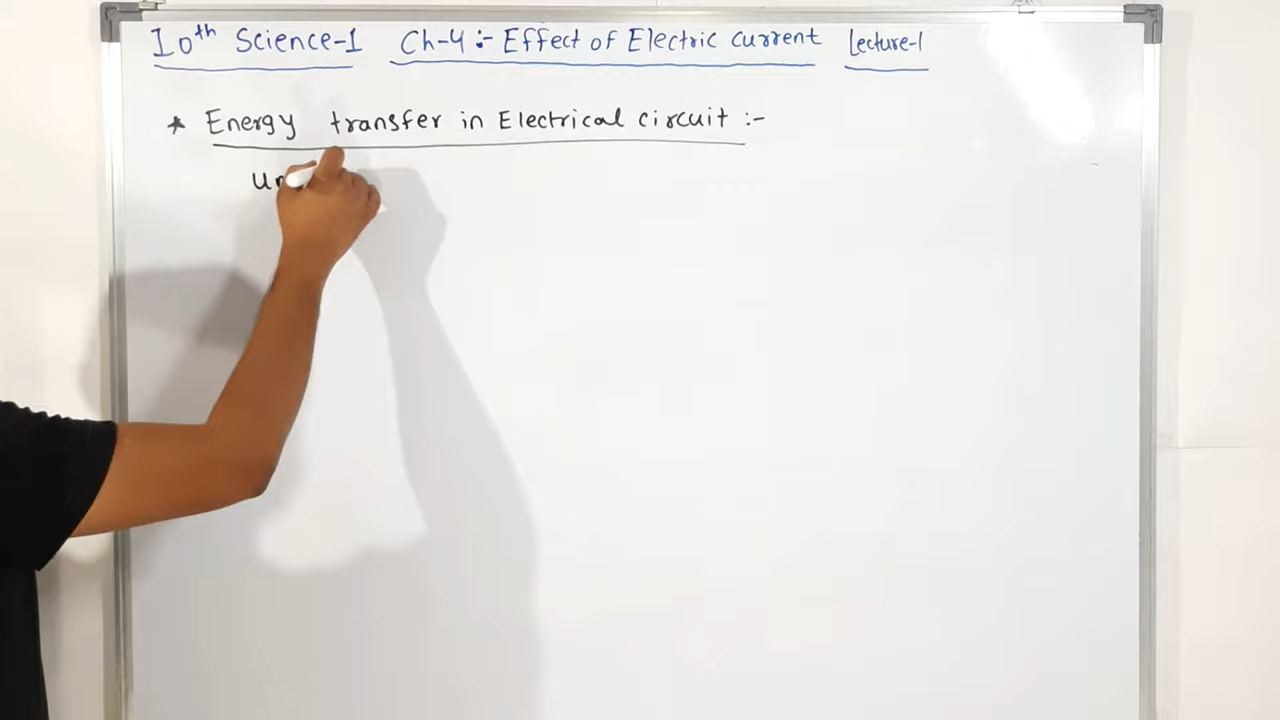 10th Science-1 Ch-4 :- Effect of Electric current Lecture-1
* Energy transfer in Electrical circuit :-